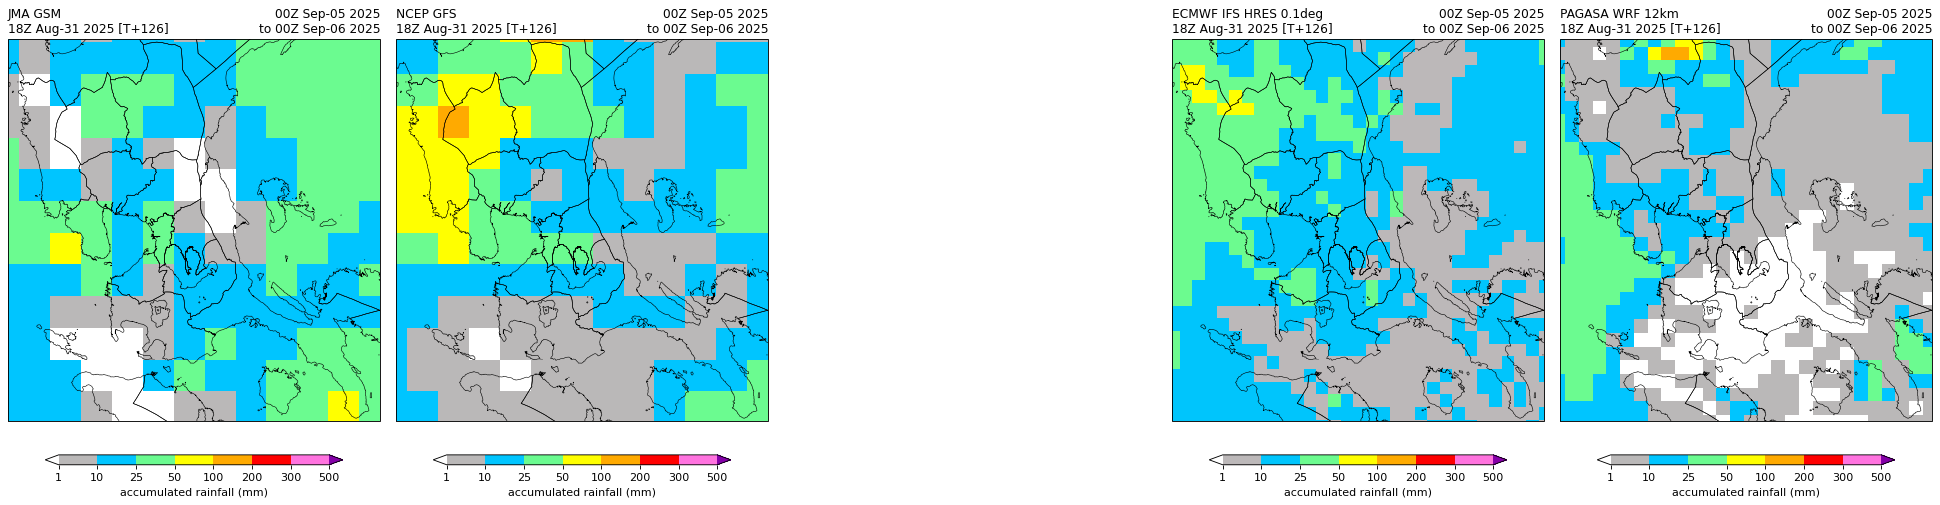 JMA GSM 00Z Sep-05 2025
18Z Aug-31 2025 [T+126] to 00Z Sep-06 2025
1 10 25 50 100 200 300 500
accumulated rainfall (mm)
NCEP GFS 00Z Sep-05 2025
18Z Aug-31 2025 [T+126] to 00Z Sep-06 2025
1 10 25 50 100 200 300 500
accumulated rainfall (mm)
ECMWF IFS HRES 0.1deg 00Z Sep-05 2025
18Z Aug-31 2025 [T+126] to 00Z Sep-06 2025
1 10 25 50 100 200 300 500
accumulated rainfall (mm)
PAGASA WRF 12km 00Z Sep-05 2025
18Z Aug-31 2025 [T+126] to 00Z Sep-06 2025
1 10 25 50 100 200 300 500
accumulated rainfall (mm)